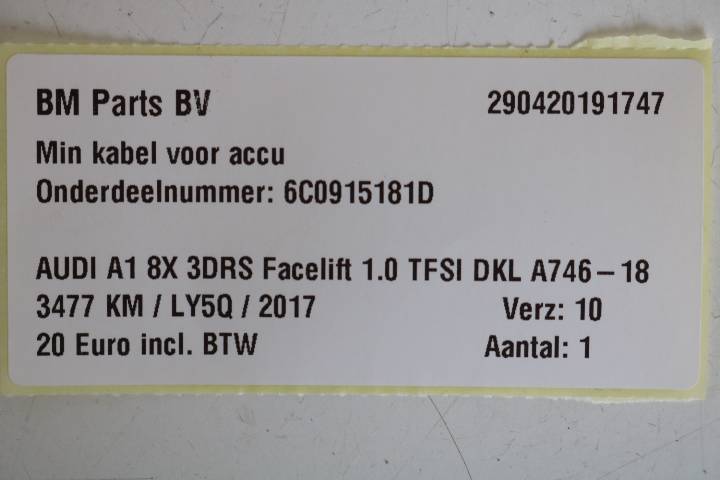 BM Parts BV 290420191747
Min kabel voor accu
Onderdeelnummer: 6C0915181D
AUDI A1 8X 3DRS Facelift 1.0 TFSI DKL A746-18
3477 KM / LY5Q / 2017 Verz: 10
20 Euro incl. BTW Aantal: 1